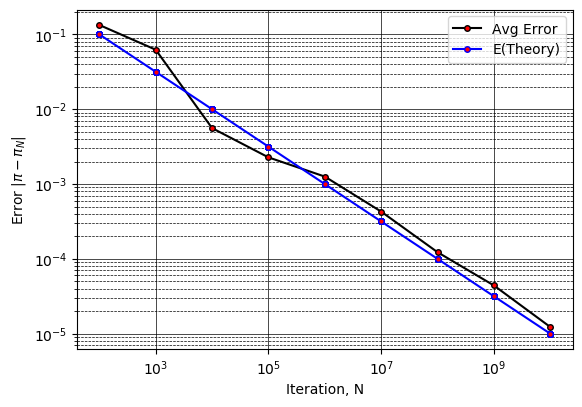 Avg Error
E(Theory)
10⁻¹
10⁻²
10⁻³
10⁻⁴
10⁻⁵
Error |π − π_N|
10³
10⁵
10⁷
10⁹
Iteration, N